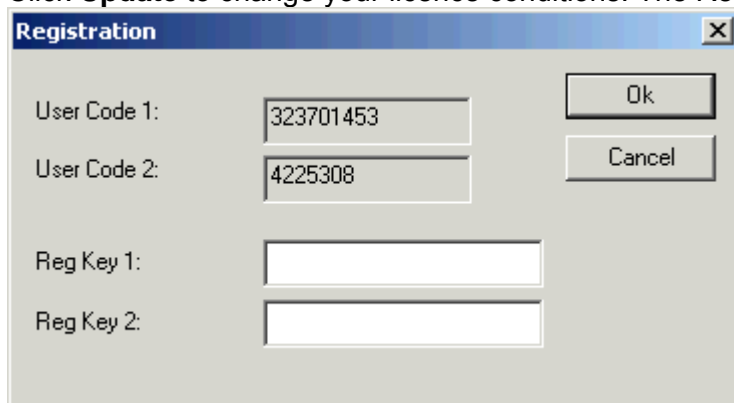 Registration
User Code 1: 323701453 Ok
User Code 2: 4225308 Cancel
Reg Key 1:
Reg Key 2: